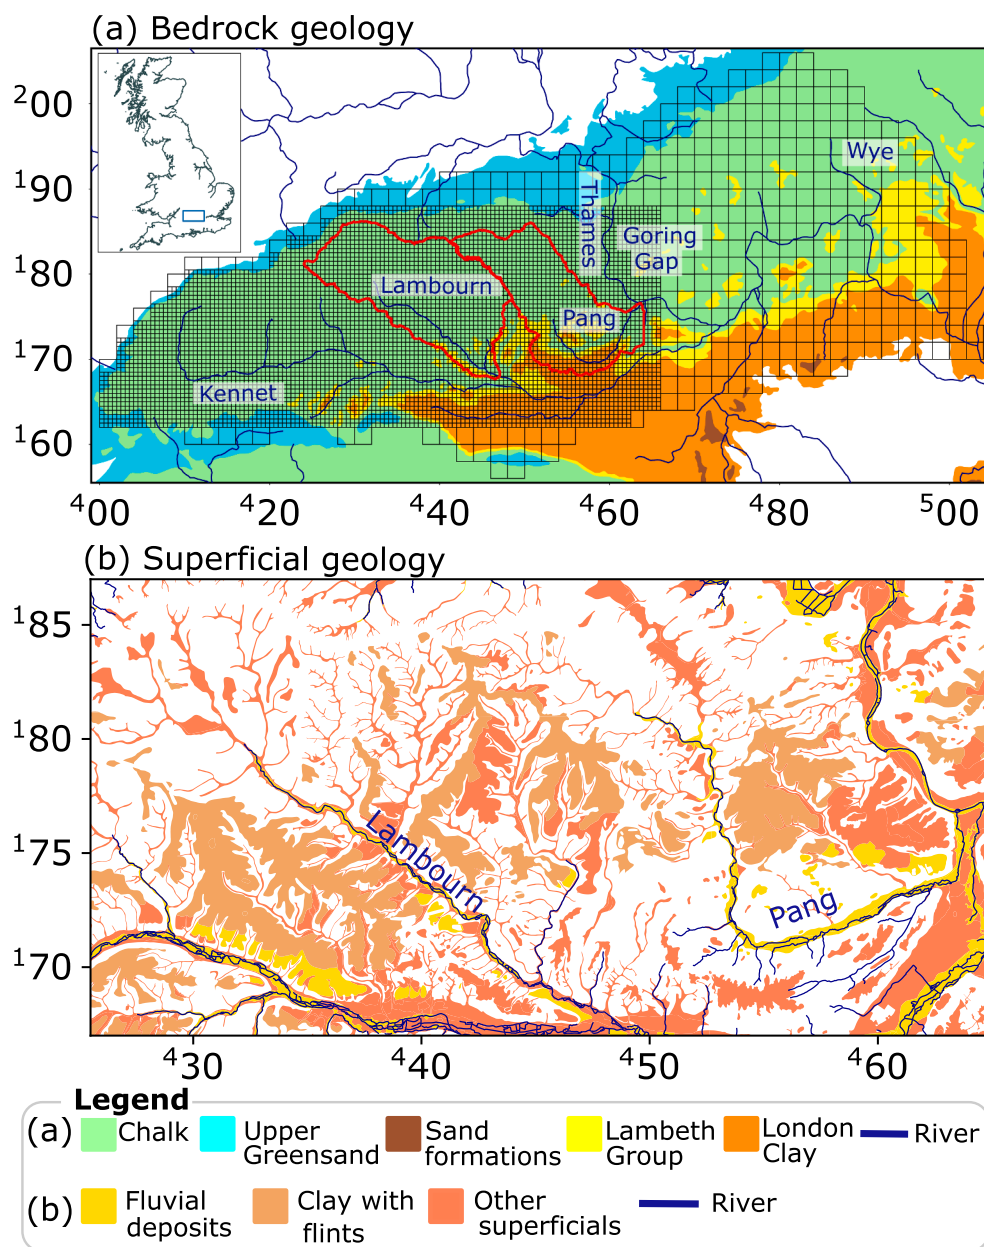 (a) Bedrock geology
²00
¹90
¹80
¹70
¹60
Wye
Thames
Goring
Gap
Lambourn
Pang
Kennet
⁴00 ⁴20 ⁴40 ⁴60 ⁴80 ⁵00
(b) Superficial geology
¹85
¹80
¹75
¹70
Lambourn
Pang
⁴30 ⁴40 ⁴50 ⁴60
Legend
(a) Chalk Upper Greensand Sand formations Lambeth Group London Clay River
(b) Fluvial deposits Clay with flints Other superficials River